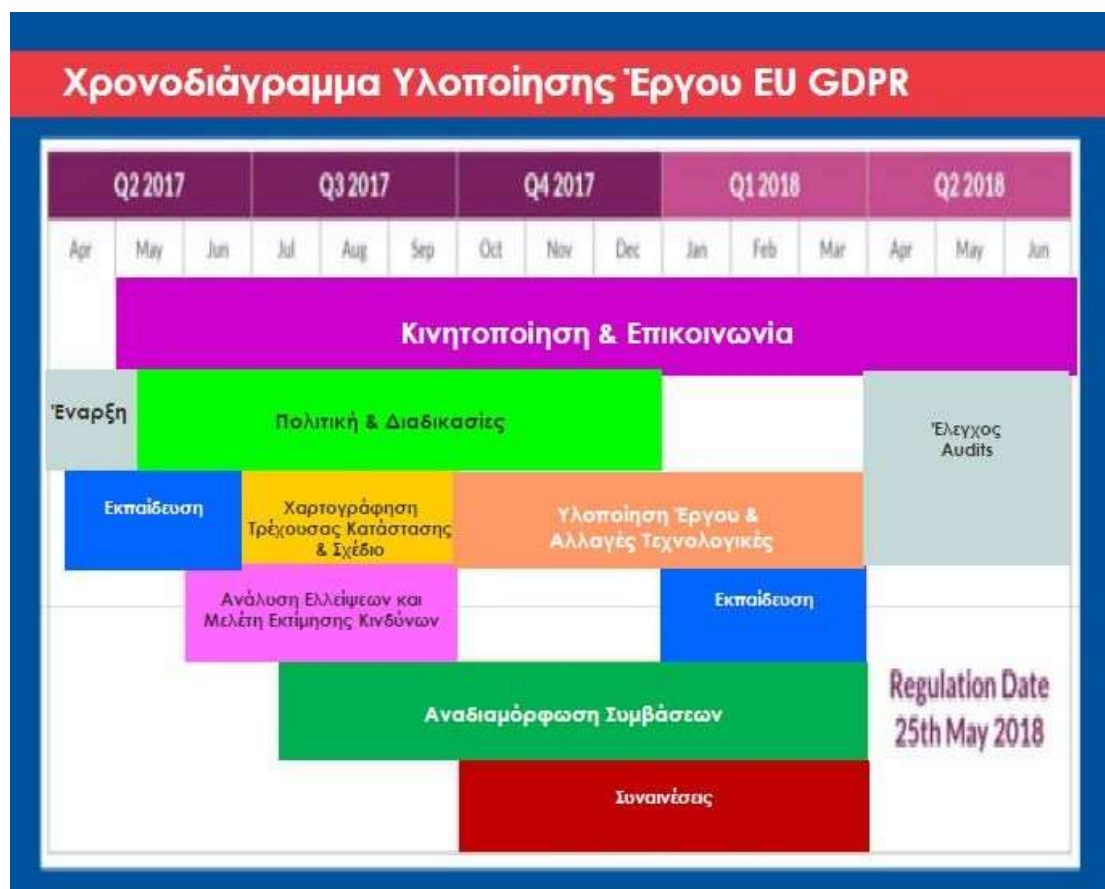 Χρονοδιάγραμμα Υλοποίησης Έργου EU GDPR
Q2 2017 Q3 2017 Q4 2017 Q1 2018 Q2 2018
Apr May Jun Jul Aug Sep Oct Nov Dec Jan Feb Mar Apr May Jun
Κινητοποίηση & Επικοινωνία
Έναρξη
Πολιτική & Διαδικασίες
Έλεγχος
Audits
Εκπαίδευση
Χαρτογράφηση
Τρέχουσας Κατάστασης
& Σχέδιο
Υλοποίηση Έργου &
Αλλαγές Τεχνολογικές
Ανάλυση Ελλείψεων και
Μελέτη Εκτίμησης Κινδύνων
Εκπαίδευση
Αναδιαμόρφωση Συμβάσεων
Regulation Date
25th May 2018
Συναινέσεις